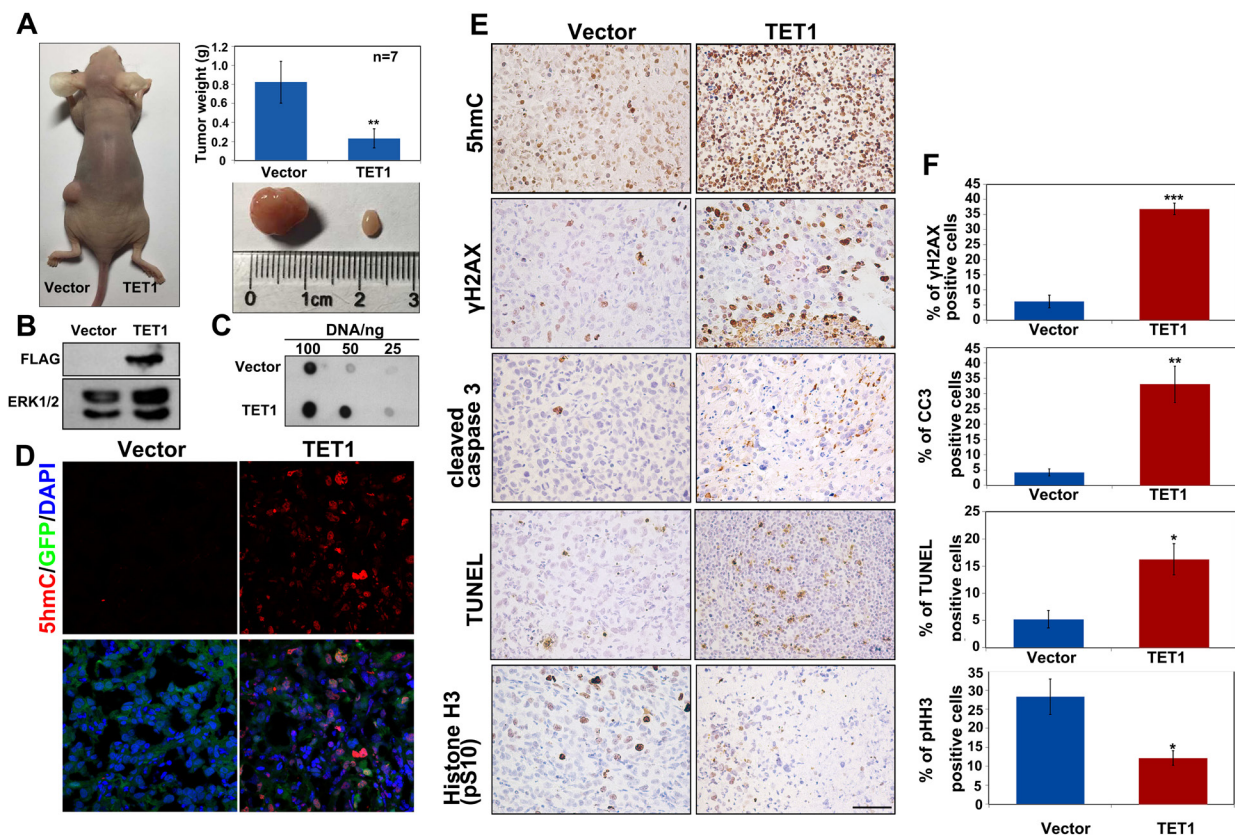 A
Vector TET1
Tumor weight (g)
1.2
1.0
0.8
0.6
0.4
0.2
0
n=7
**
Vector TET1
0 1cm 2 3
B
Vector TET1
FLAG
ERK1/2
C
DNA/ng
100 50 25
Vector
TET1
D
Vector TET1
5hmC/GFP/DAPI
E
Vector TET1
5hmC
γH2AX
cleaved
caspase 3
TUNEL
Histone H3
(pS10)
F
% of γH2AX
positive cells
45
40
35
30
25
20
15
10
5
0
***
Vector TET1
% of CC3
positive cells
45
40
35
30
25
20
15
10
5
0
**
Vector TET1
% of TUNEL
positive cells
25
20
15
10
5
0
*
Vector TET1
% of pHH3
positive cells
35
30
25
20
15
10
5
0
*
Vector TET1